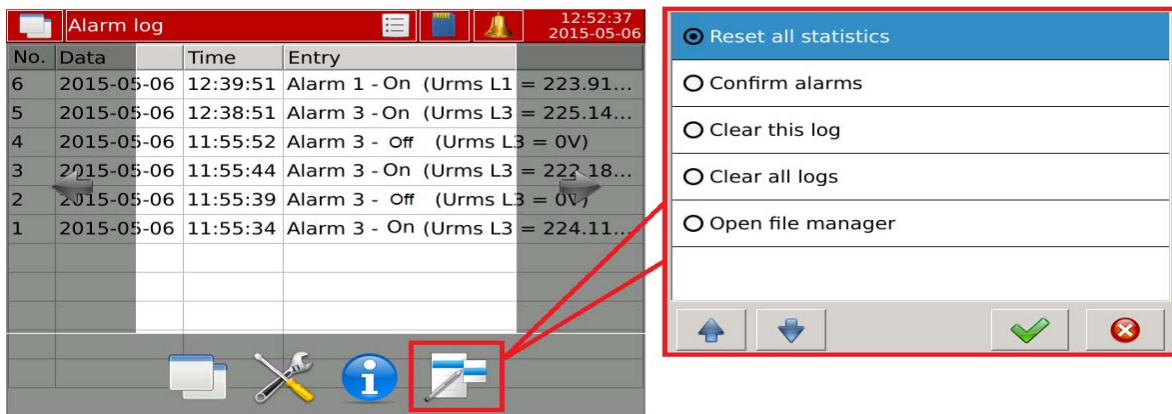 Alarm log
12:52:37
2015-05-06
No. Data Time Entry
6 2015-05-06 12:39:51 Alarm 1 - On (Urms L1 = 223.91...
5 2015-05-06 12:38:51 Alarm 3 - On (Urms L3 = 225.14...
4 2015-05-06 11:55:52 Alarm 3 - Off (Urms L3 = 0V)
3 2015-05-06 11:55:44 Alarm 3 - On (Urms L3 = 222.18...
2 2015-05-06 11:55:39 Alarm 3 - Off (Urms L3 = 0V)
1 2015-05-06 11:55:34 Alarm 3 - On (Urms L3 = 224.11...
Reset all statistics
Confirm alarms
Clear this log
Clear all logs
Open file manager